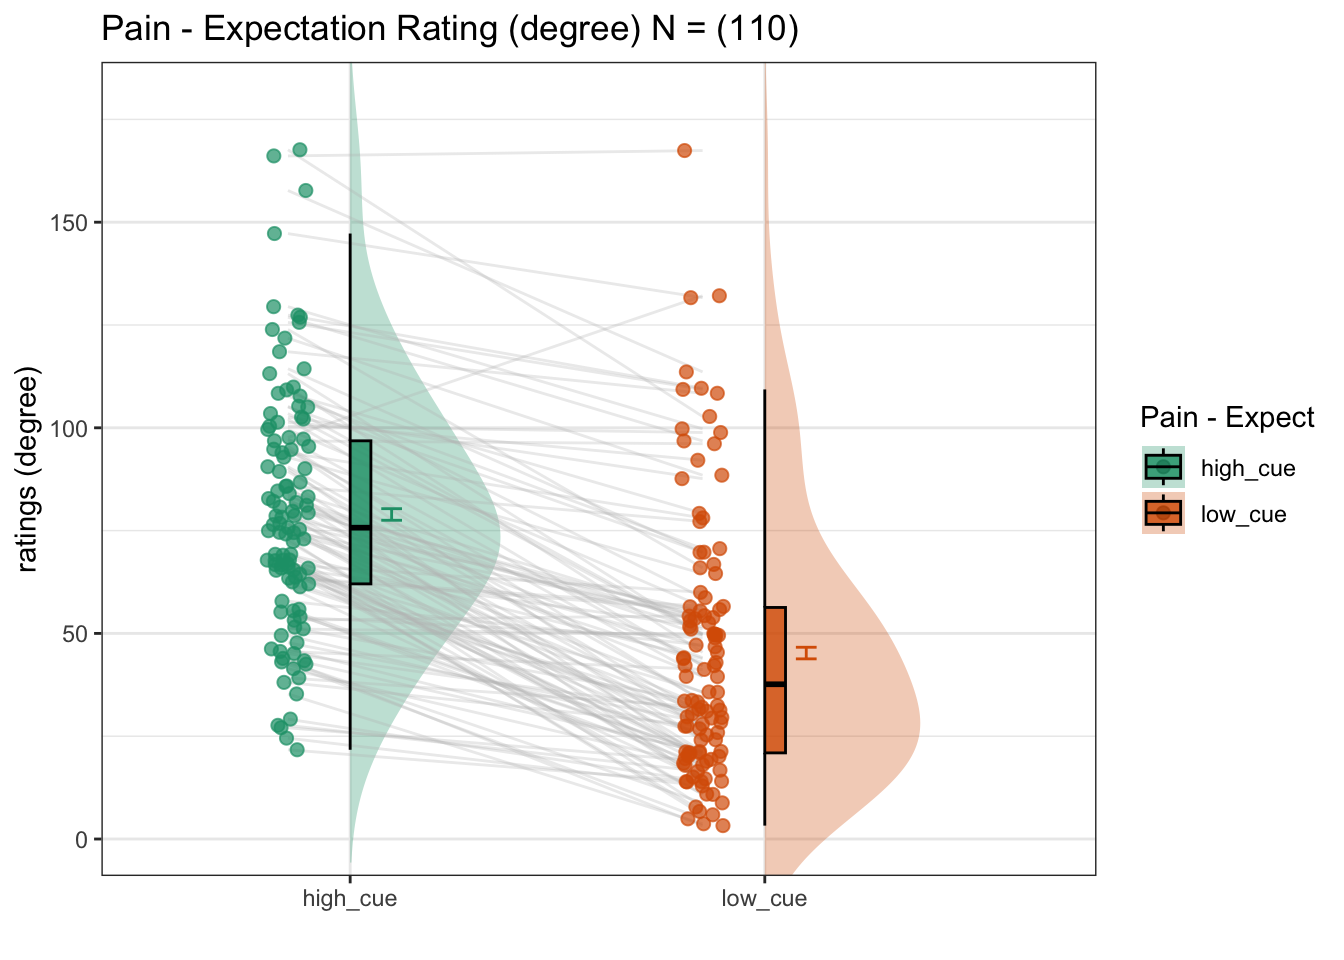 Pain - Expectation Rating (degree) N = (110)
ratings (degree)
150
100
50
0
high_cue
low_cue
Pain - Expect
high_cue
low_cue